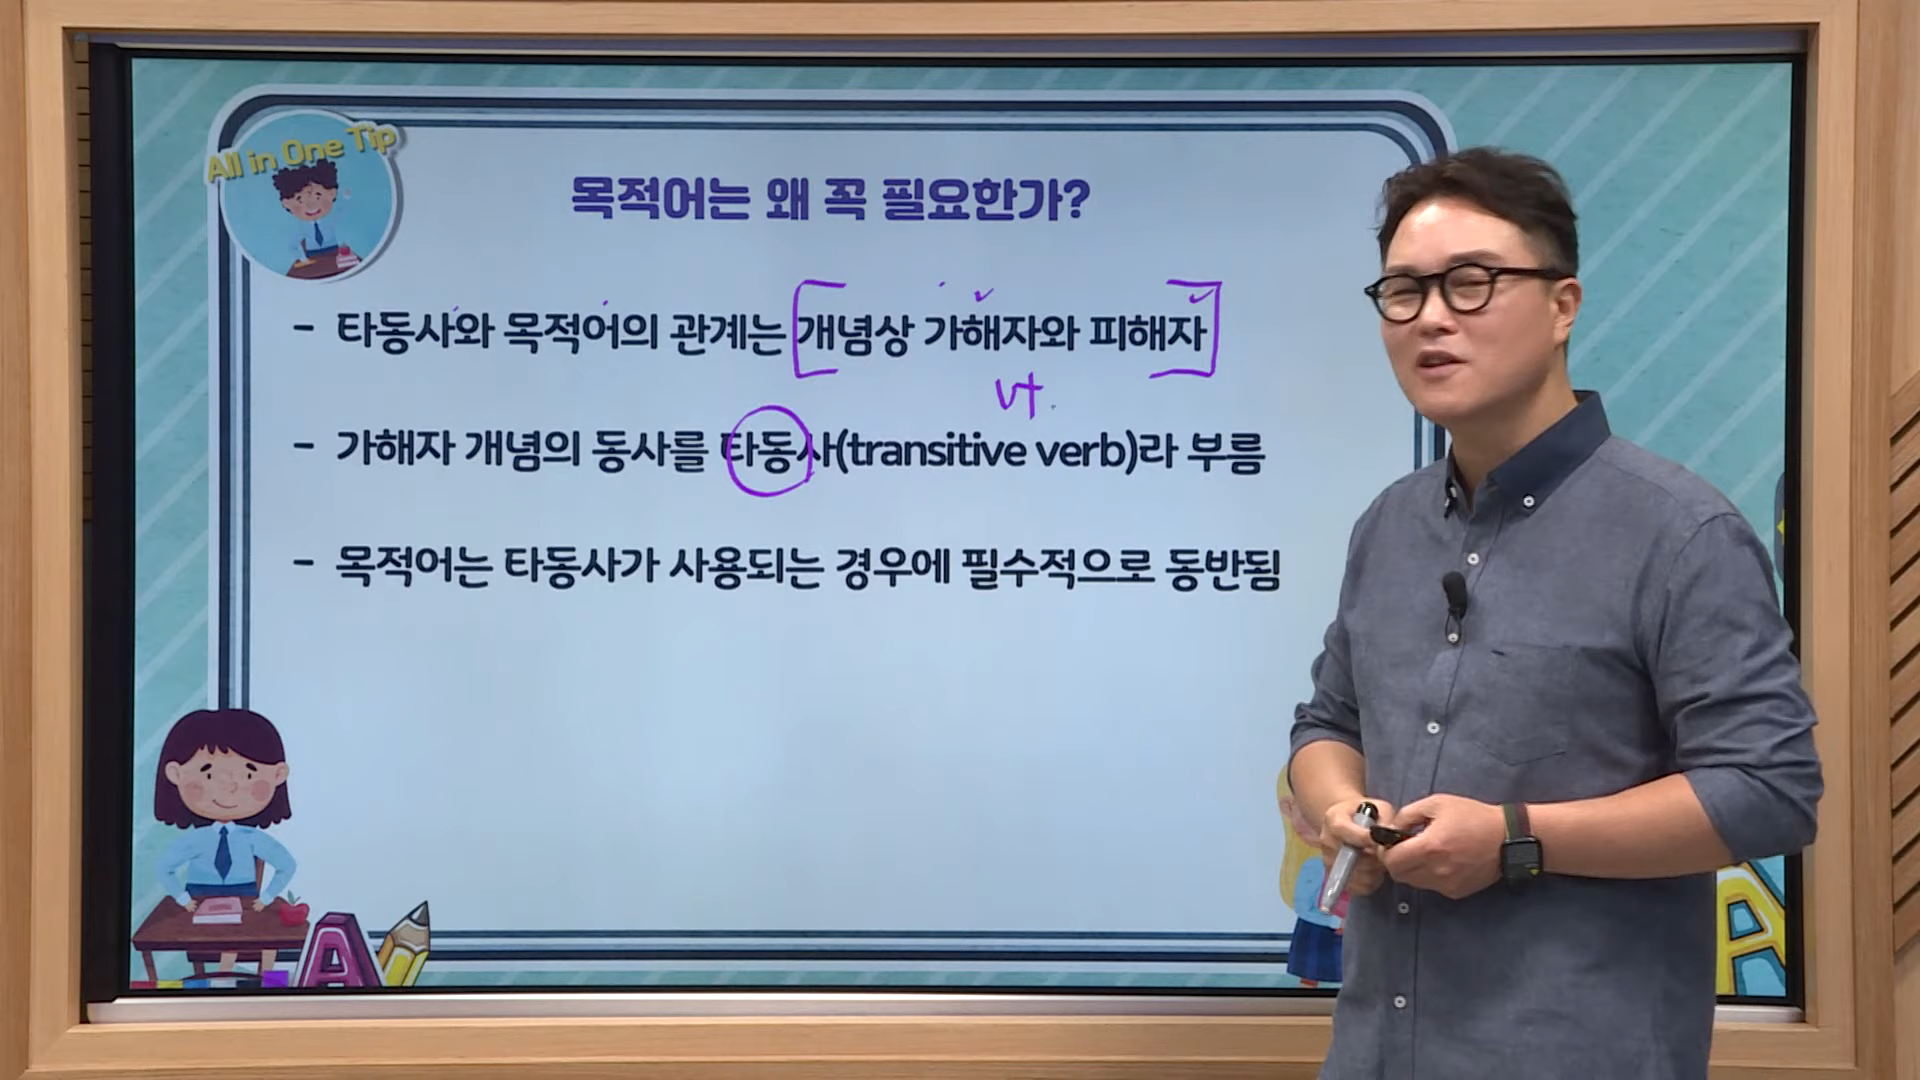 All in One Tip
목적어는 왜 꼭 필요한가?
- 타동사와 목적어의 관계는 개념상 가해자와 피해자
vt.
- 가해자 개념의 동사를 타동사(transitive verb)라 부름
- 목적어는 타동사가 사용되는 경우에 필수적으로 동반됨
A
A